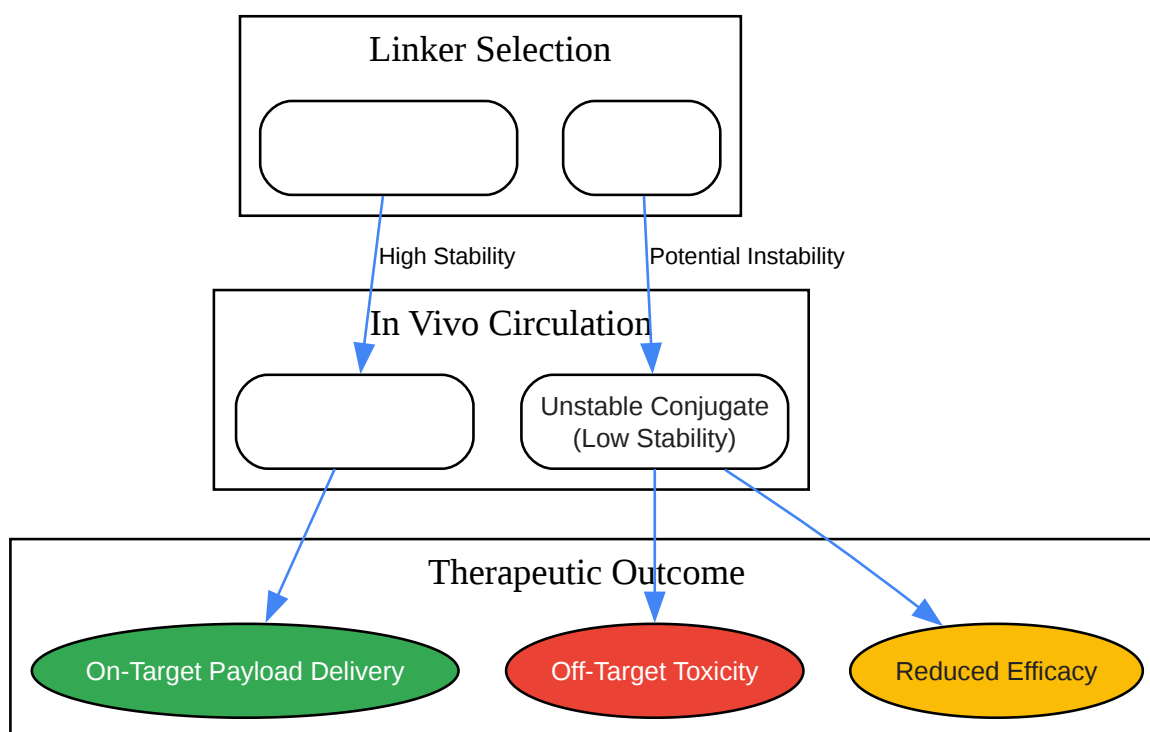 Linker Selection
High Stability
Potential Instability
In Vivo Circulation
Unstable Conjugate
(Low Stability)
Therapeutic Outcome
On-Target Payload Delivery
Off-Target Toxicity
Reduced Efficacy